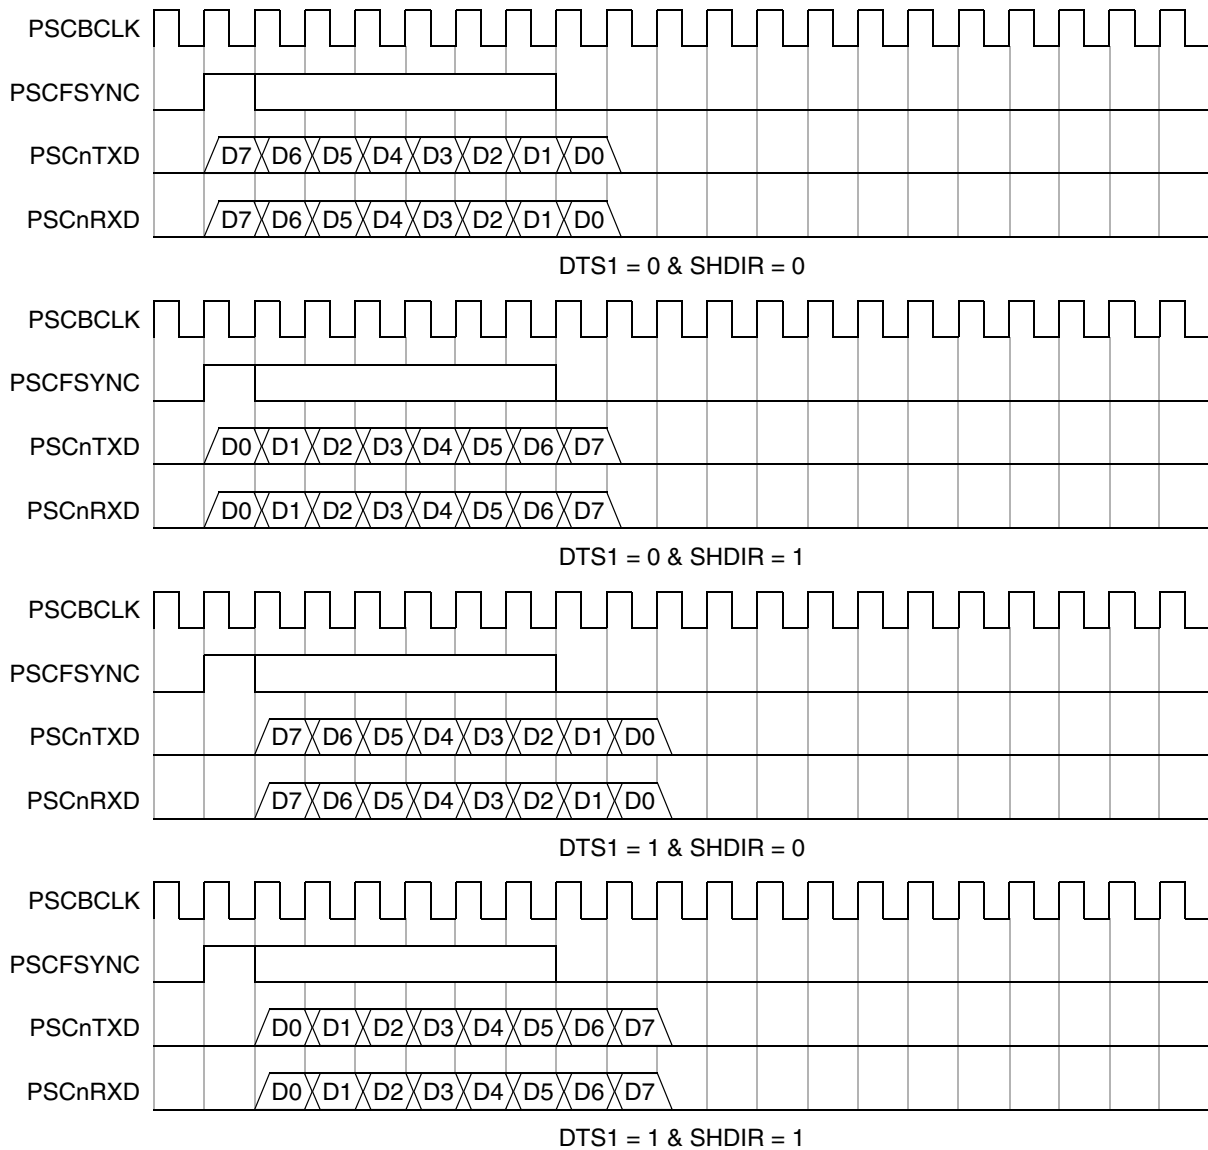 PSCBCLK
PSCFSYNC
PSCnTXD D7 D6 D5 D4 D3 D2 D1 D0
PSCnRXD D7 D6 D5 D4 D3 D2 D1 D0
DTS1 = 0 & SHDIR = 0
PSCBCLK
PSCFSYNC
PSCnTXD D0 D1 D2 D3 D4 D5 D6 D7
PSCnRXD D0 D1 D2 D3 D4 D5 D6 D7
DTS1 = 0 & SHDIR = 1
PSCBCLK
PSCFSYNC
PSCnTXD D7 D6 D5 D4 D3 D2 D1 D0
PSCnRXD D7 D6 D5 D4 D3 D2 D1 D0
DTS1 = 1 & SHDIR = 0
PSCBCLK
PSCFSYNC
PSCnTXD D0 D1 D2 D3 D4 D5 D6 D7
PSCnRXD D0 D1 D2 D3 D4 D5 D6 D7
DTS1 = 1 & SHDIR = 1